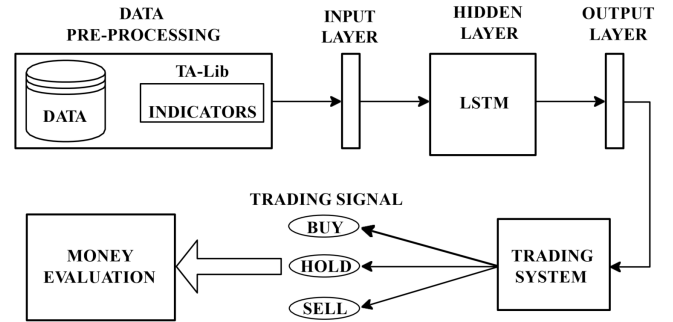 DATA
PRE-PROCESSING
INPUT
LAYER
HIDDEN
LAYER
OUTPUT
LAYER
TA-Lib
DATA
INDICATORS
LSTM
TRADING SIGNAL
BUY
HOLD
SELL
MONEY
EVALUATION
TRADING
SYSTEM